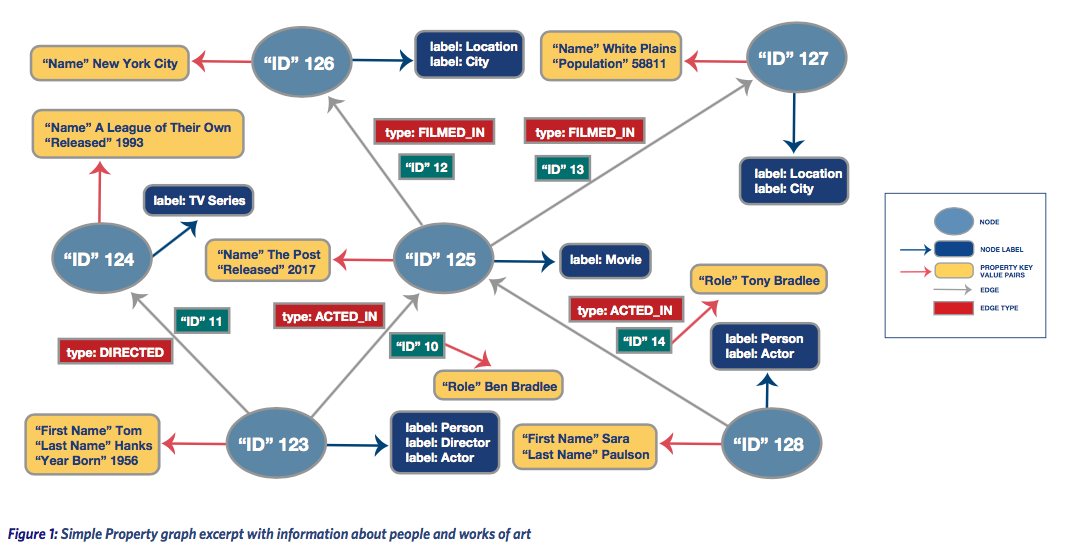 "Name" New York City
"ID" 126
label: Location
label: City
"Name" White Plains
"Population" 58811
"ID" 127
"Name" A League of Their Own
"Released" 1993
type: FILMED_IN
type: FILMED_IN
"ID" 12
"ID" 13
label: Location
label: City
label: TV Series
"ID" 124
"Name" The Post
"Released" 2017
"ID" 125
label: Movie
"Role" Tony Bradlee
NODE
NODE LABEL
PROPERTY KEY
VALUE PAIRS
EDGE
EDGE TYPE
"ID" 11
type: DIRECTED
type: ACTED_IN
"ID" 10
"Role" Ben Bradlee
type: ACTED_IN
"ID" 14
label: Person
label: Actor
"First Name" Tom
"Last Name" Hanks
"Year Born" 1956
"ID" 123
label: Person
label: Director
label: Actor
"First Name" Sara
"Last Name" Paulson
"ID" 128
Figure 1: Simple Property graph excerpt with information about people and works of art